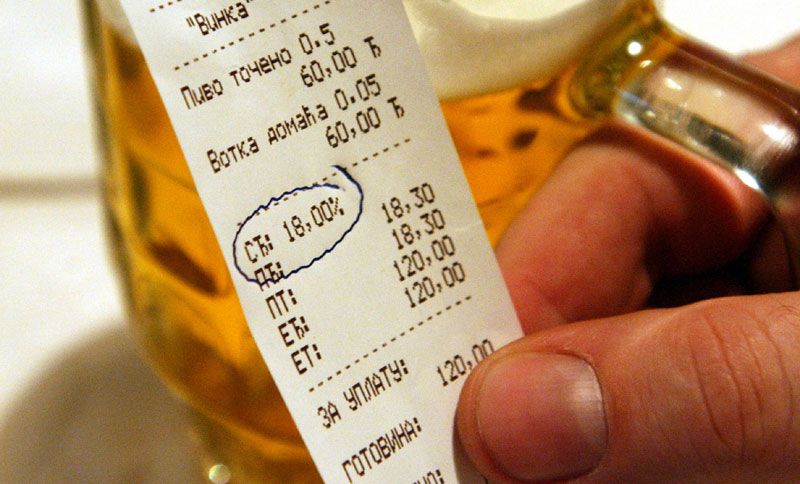 "Винка"
Пиво точено 0.5
60,00 Ђ
Вотка домаћа 0.05
60,00 Ђ
СЂ: 18,00%
ПЂ: 18,30
ПТ: 18,30
ЕЂ: 120,00
ЕТ: 120,00
ЗА УПЛАТУ: 120,00
ГОТОВИНА: